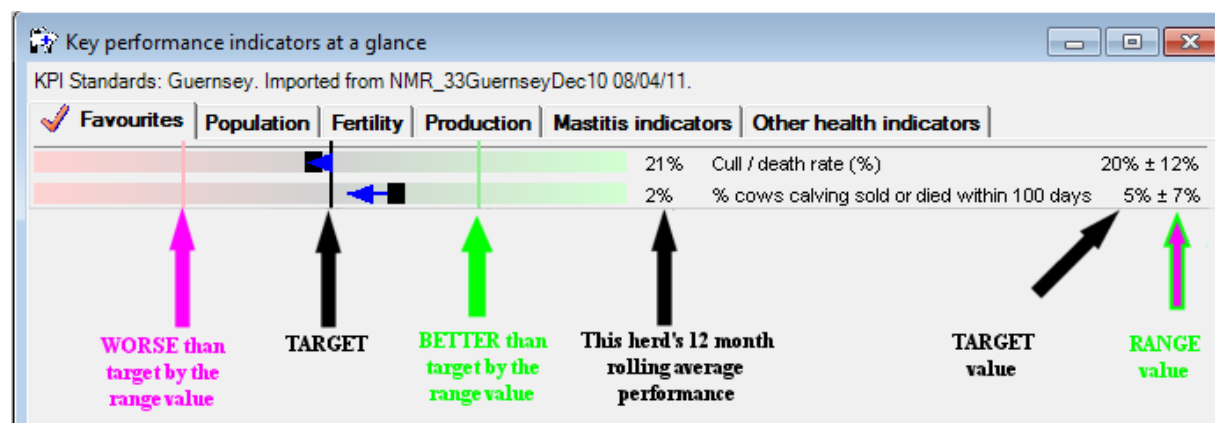 Key performance indicators at a glance
KPI Standards: Guernsey. Imported from NMR_33GuernseyDec10 08/04/11.
Favourites Population Fertility Production Mastitis indicators Other health indicators
21% Cull / death rate (%) 20% ± 12%
2% % cows calving sold or died within 100 days 5% ± 7%
WORSE than
target by the
range value
TARGET
BETTER than
target by the
range value
This herd's 12 month
rolling average
performance
TARGET
value
RANGE
value